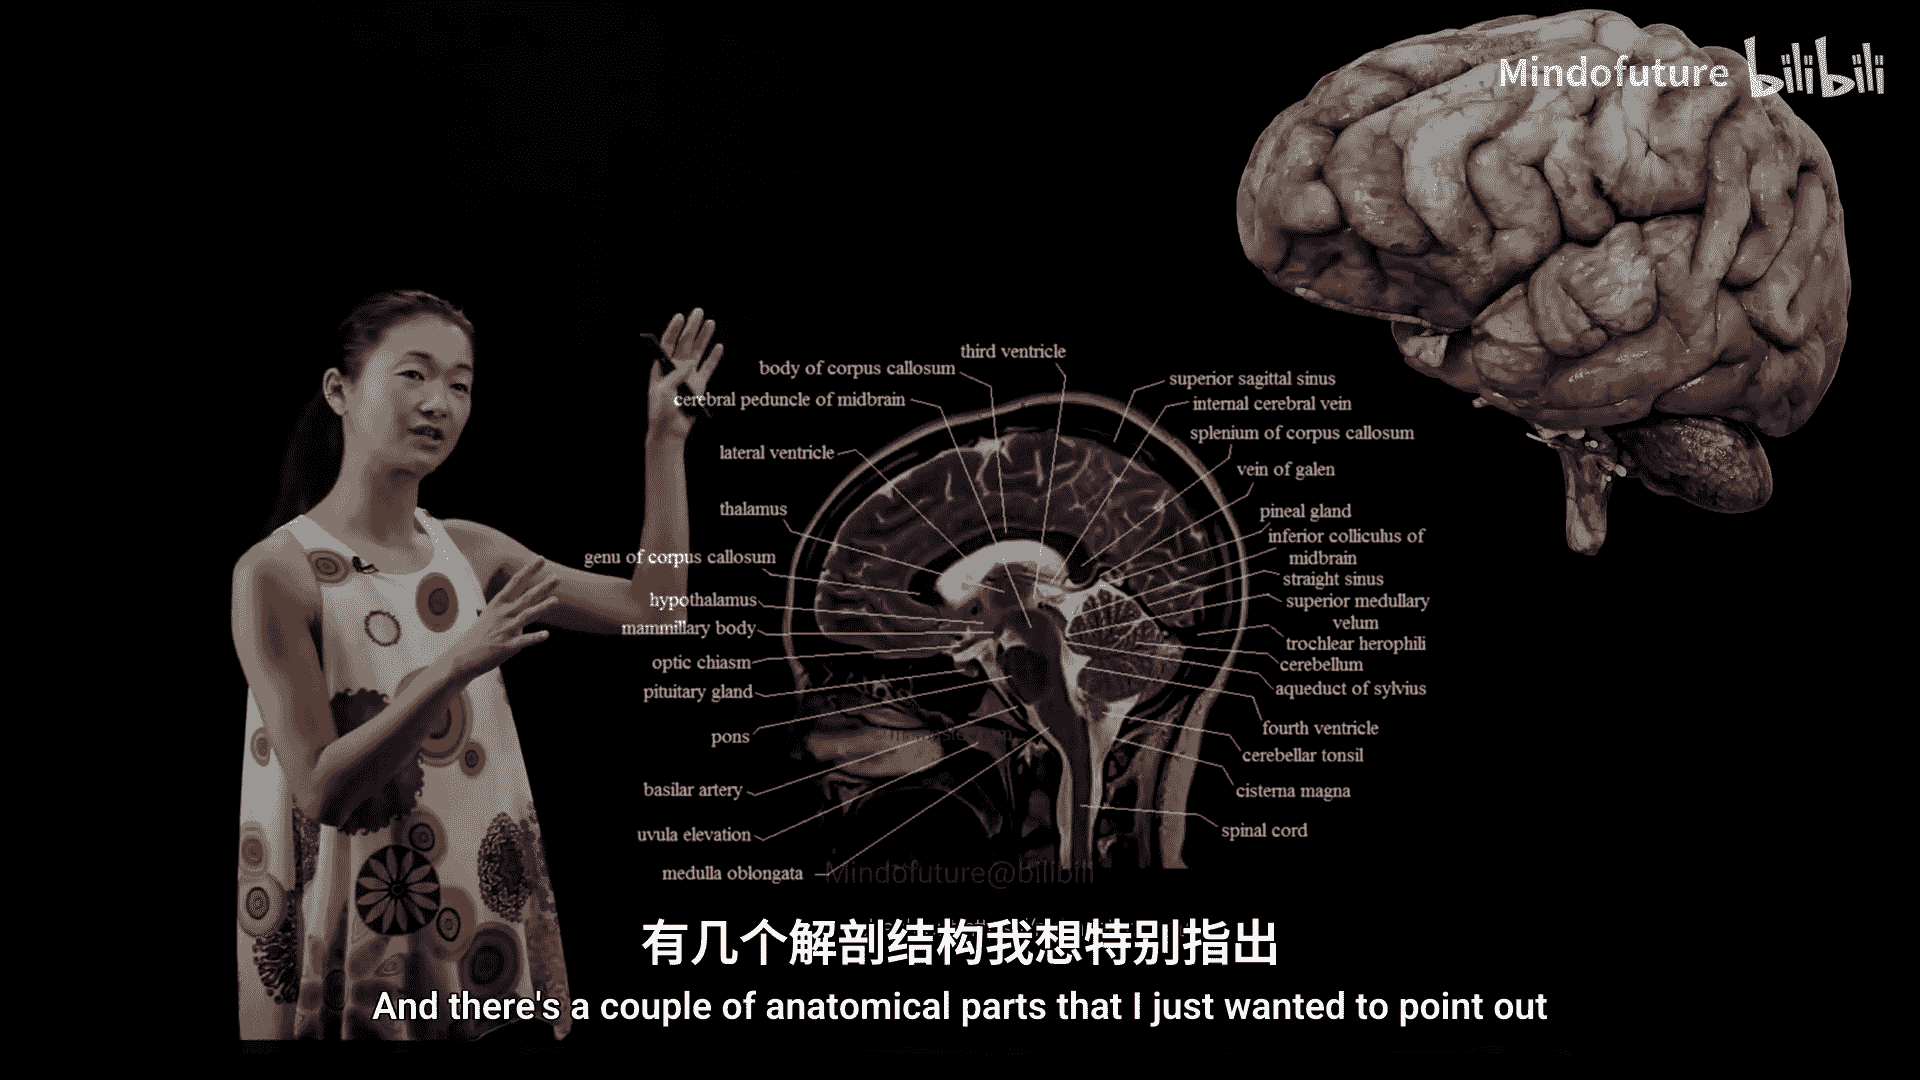 Mindofuture bilibili
third ventricle
body of corpus callosum
cerebral peduncle of midbrain
lateral ventricle
thalamus
genu of corpus callosum
hypothalamus
mammillary body
optic chiasm
pituitary gland
pons
basilar artery
uvula elevation
medulla oblongata
superior sagittal sinus
internal cerebral vein
splenium of corpus callosum
vein of galen
pineal gland
inferior colliculus of
midbrain
straight sinus
superior medullary
velum
trochlear herophili
cerebellum
aqueduct of sylvius
fourth ventricle
cerebellar tonsil
cisterna magna
spinal cord
Mindofuture@bilibili
有几个解剖结构我想特别指出
And there's a couple of anatomical parts that I just wanted to point out